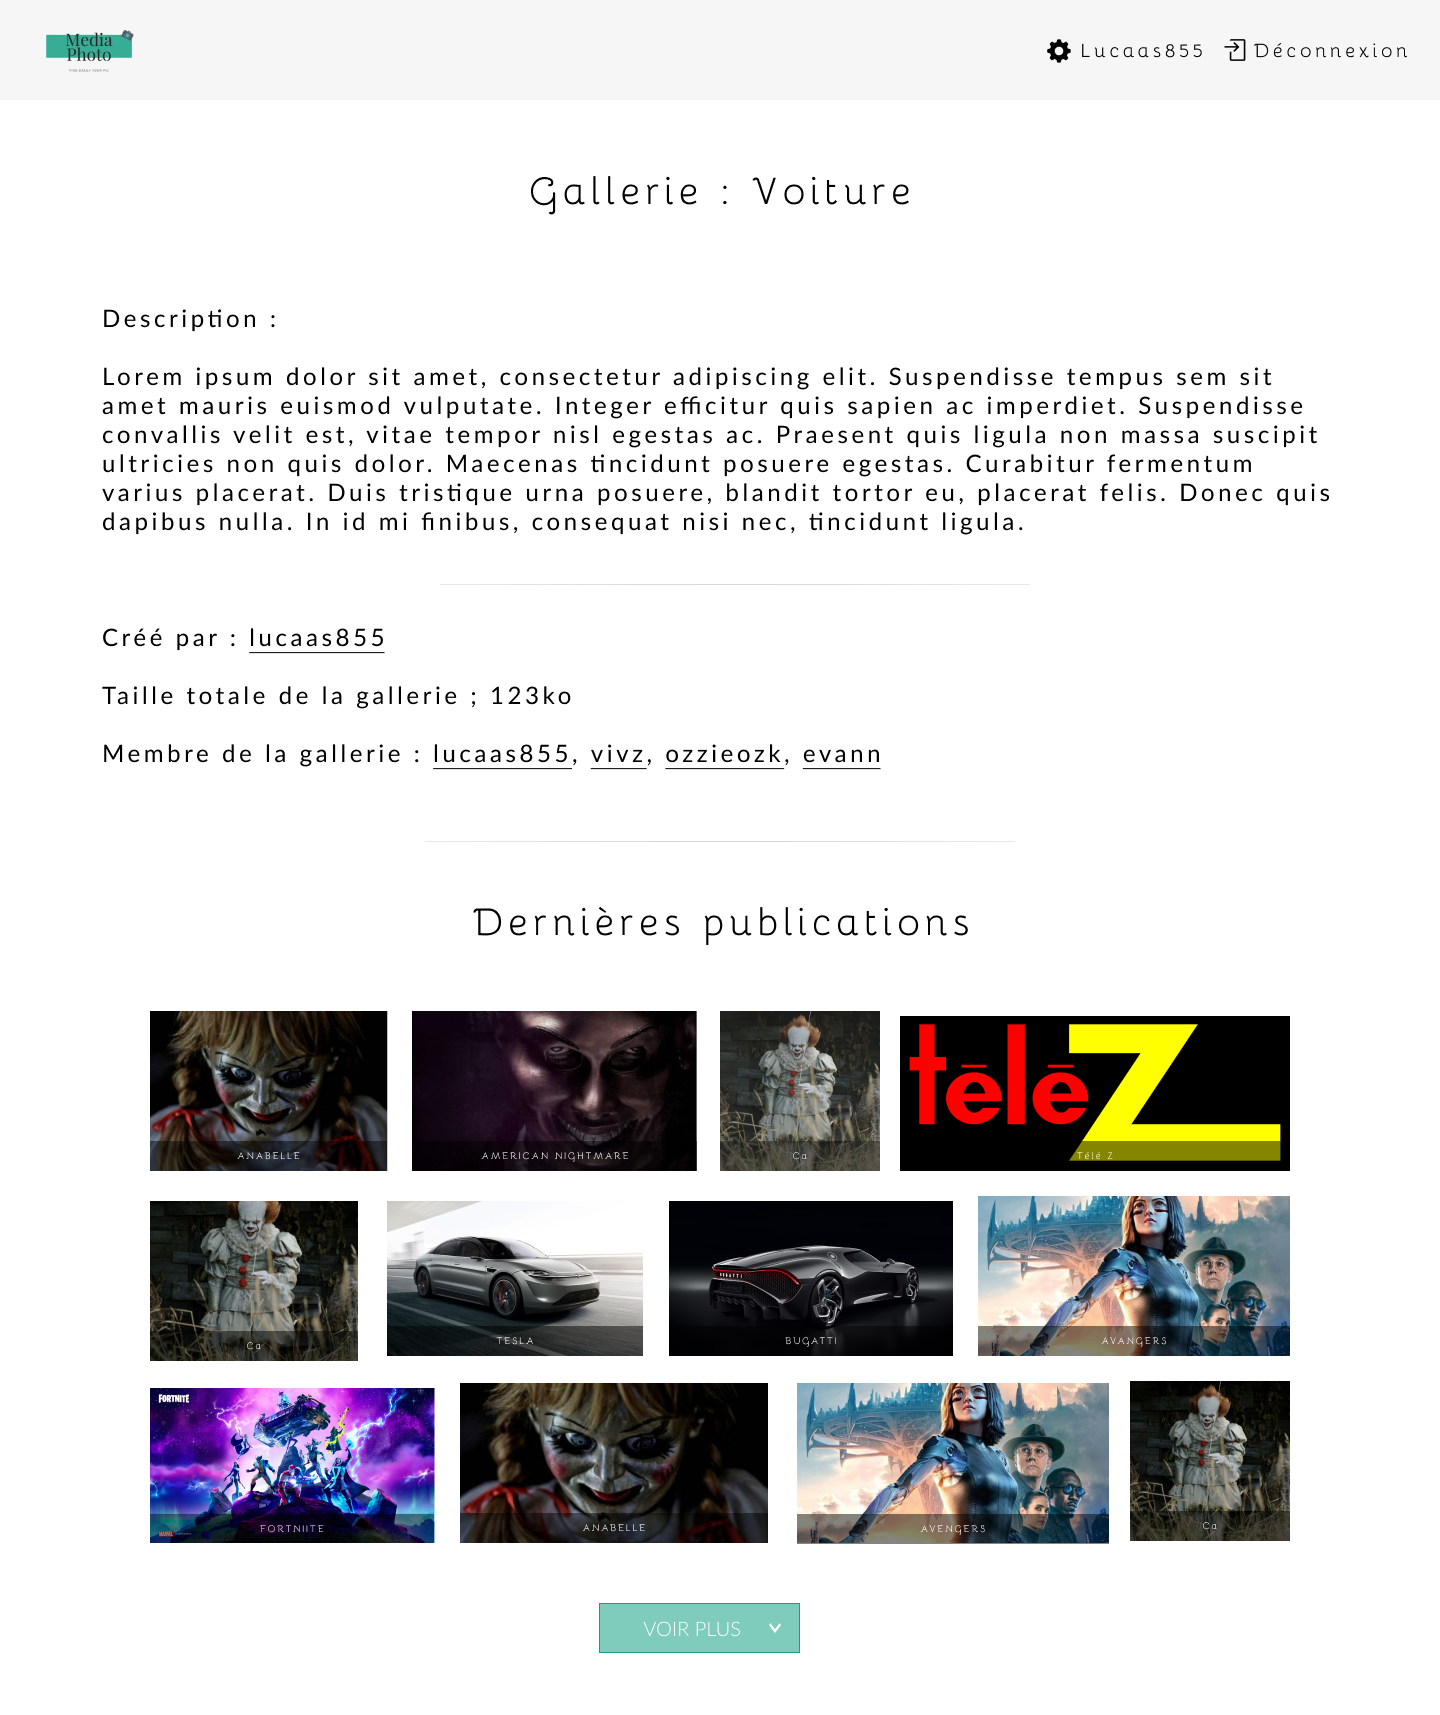 Media
Photo
Lucaas855
Déconnexion
Gallerie : Voiture
Description :
Lorem ipsum dolor sit amet, consectetur adipiscing elit. Suspendisse tempus sem sit
amet mauris euismod vulputate. Integer efficitur quis sapien ac imperdiet. Suspendisse
convallis velit est, vitae tempor nisl egestas ac. Praesent quis ligula non massa suscipit
ultricies non quis dolor. Maecenas tincidunt posuere egestas. Curabitur fermentum
varius placerat. Duis tristique urna posuere, blandit tortor eu, placerat felis. Donec quis
dapibus nulla. In id mi finibus, consequat nisi nec, tincidunt ligula.
Créé par : lucaas855
Taille totale de la gallerie ; 123ko
Membre de la gallerie : lucaas855, vivz, ozzieozk, evann
Dernières publications
ANABELLE
AMERICAN NIGHTMARE
Ca
téléZ
Télé Z
Ca
TESLA
BUGATTI
BUGATTI
AVANGERS
FORTNITE
MARVEL
FORTNIITE
ANABELLE
AVENGERS
Ca
VOIR PLUS